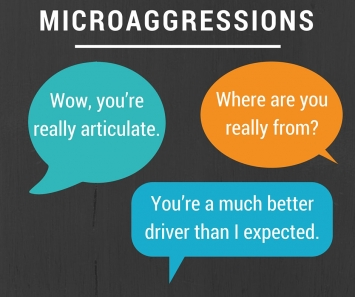 MICROAGGRESSIONS
Wow, you're
really articulate.
Where are you
really from?
You're a much better
driver than I expected.